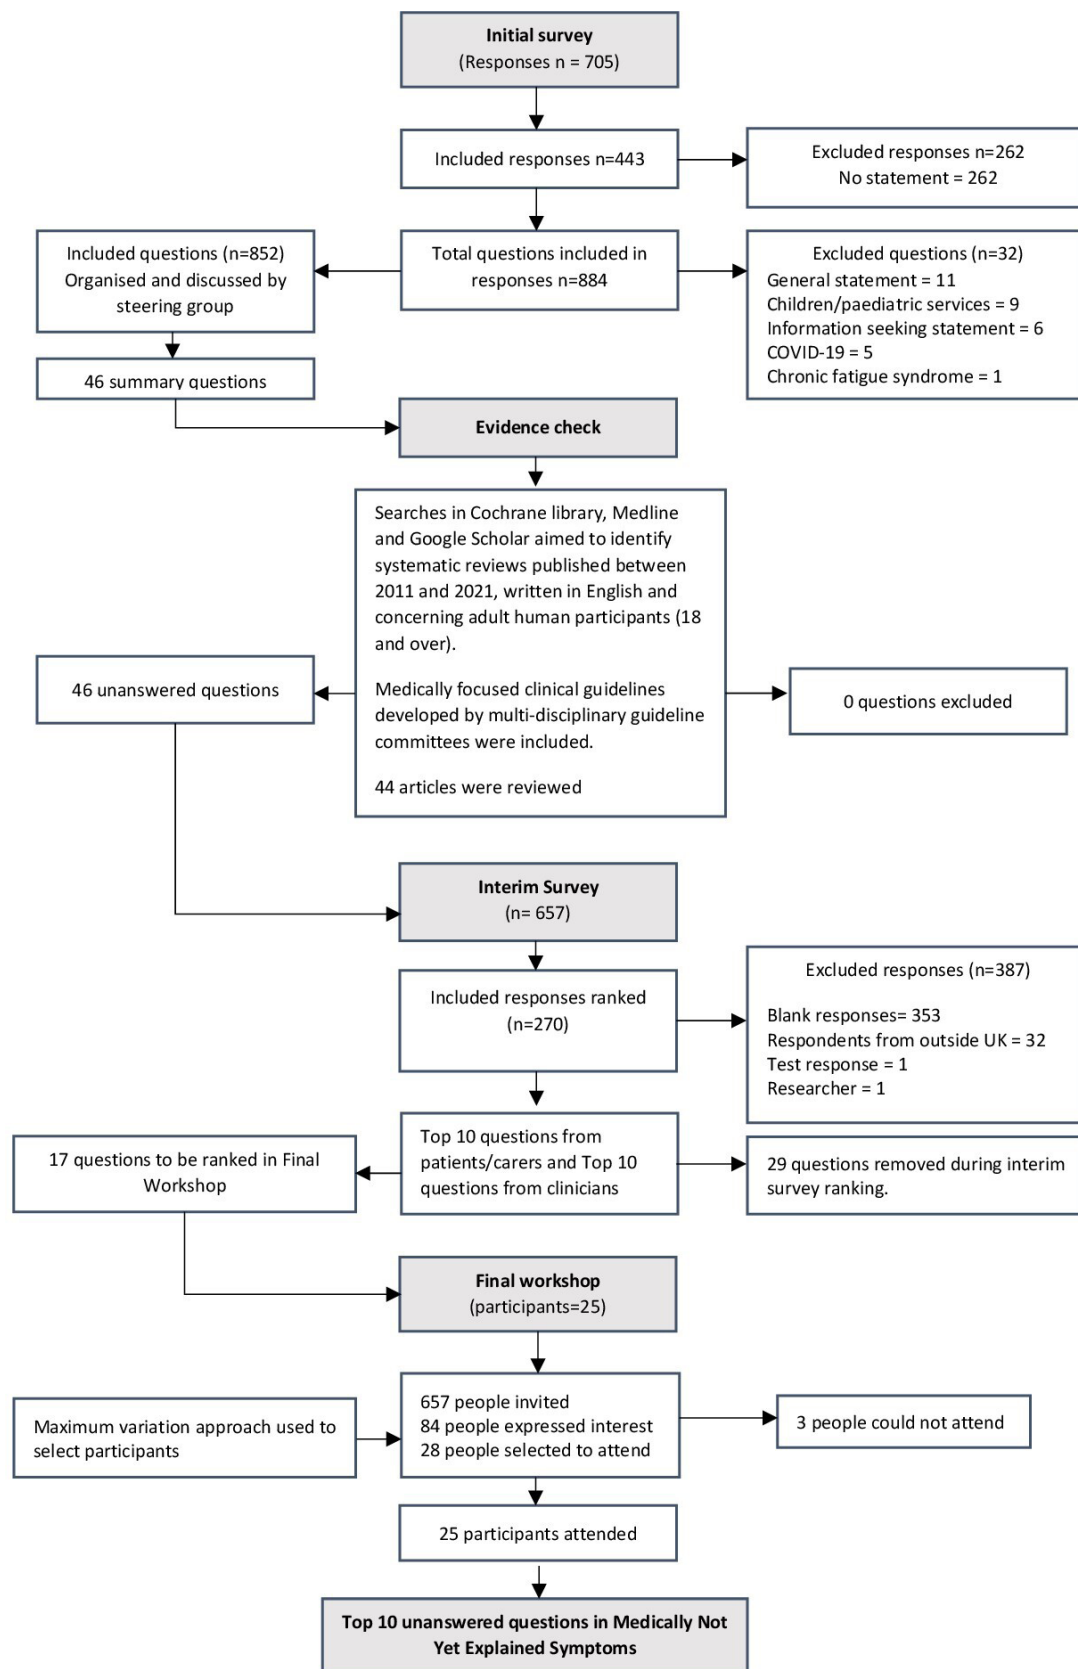 Initial survey
(Responses n = 705)
Included responses n=443
Excluded responses n=262
No statement = 262
Included questions (n=852)
Organised and discussed by
steering group
Total questions included in
responses n=884
Excluded questions (n=32)
General statement = 11
Children/paediatric services = 9
Information seeking statement = 6
COVID-19 = 5
Chronic fatigue syndrome = 1
46 summary questions
Evidence check
Searches in Cochrane library, Medline
and Google Scholar aimed to identify
systematic reviews published between
2011 and 2021, written in English and
concerning adult human participants (18
and over).
Medically focused clinical guidelines
developed by multi-disciplinary guideline
committees were included.
44 articles were reviewed
46 unanswered questions
0 questions excluded
Interim Survey
(n= 657)
Included responses ranked
(n=270)
Excluded responses (n=387)
Blank responses= 353
Respondents from outside UK = 32
Test response = 1
Researcher = 1
17 questions to be ranked in Final
Workshop
Top 10 questions from
patients/carers and Top 10
questions from clinicians
29 questions removed during interim
survey ranking.
Final workshop
(participants=25)
Maximum variation approach used to
select participants
657 people invited
84 people expressed interest
28 people selected to attend
3 people could not attend
25 participants attended
Top 10 unanswered questions in Medically Not
Yet Explained Symptoms